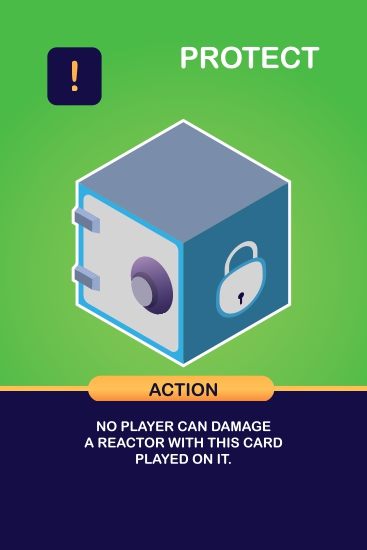 !
PROTECT
ACTION
NO PLAYER CAN DAMAGE
A REACTOR WITH THIS CARD
PLAYED ON IT.